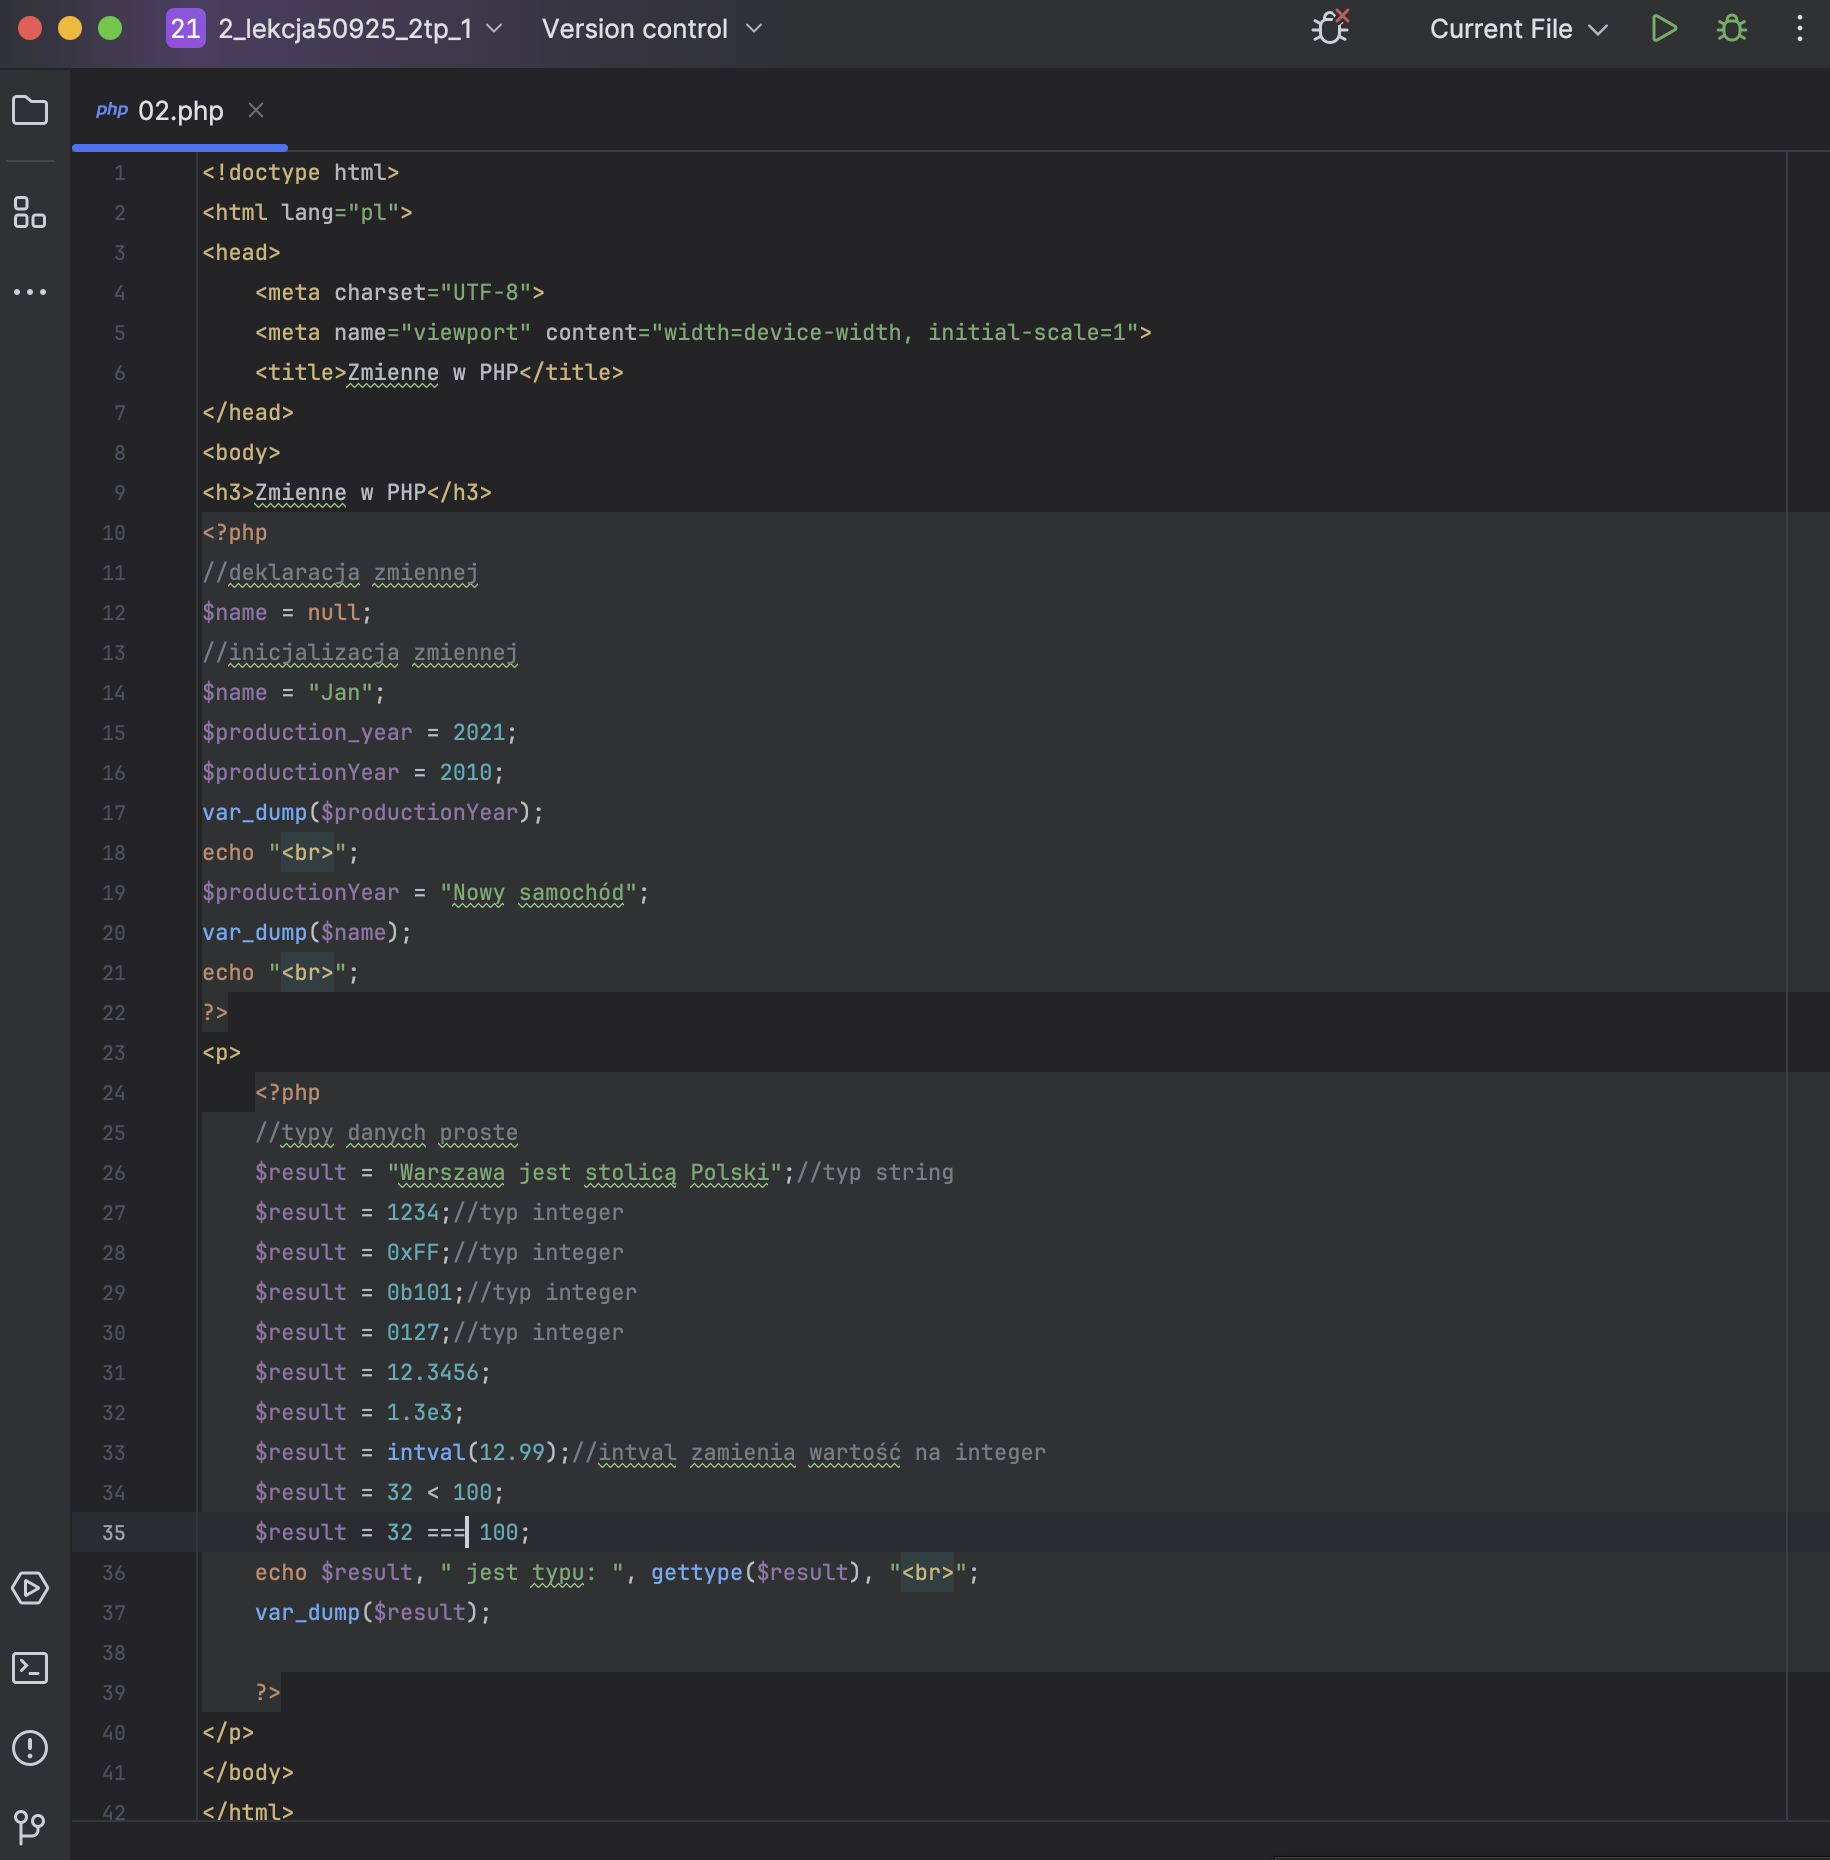 21 2_lekcja50925_2tp_1 Version control Current File
php 02.php
1 <!doctype html>
2 <html lang="pl">
3 <head>
4 <meta charset="UTF-8">
5 <meta name="viewport" content="width=device-width, initial-scale=1">
6 <title>Zmienne w PHP</title>
7 </head>
8 <body>
9 <h3>Zmienne w PHP</h3>
10 <?php
11 //deklaracja zmiennej
12 $name = null;
13 //inicjalizacja zmiennej
14 $name = "Jan";
15 $production_year = 2021;
16 $productionYear = 2010;
17 var_dump($productionYear);
18 echo "<br>";
19 $productionYear = "Nowy samochód";
20 var_dump($name);
21 echo "<br>";
22 ?>
23 <p>
24 <?php
25 //typy danych proste
26 $result = "Warszawa jest stolicą Polski";//typ string
27 $result = 1234;//typ integer
28 $result = 0xFF;//typ integer
29 $result = 0b101;//typ integer
30 $result = 0127;//typ integer
31 $result = 12.3456;
32 $result = 1.3e3;
33 $result = intval(12.99);//intval zamienia wartość na integer
34 $result = 32 < 100;
35 $result = 32 === 100;
36 echo $result, " jest typu: ", gettype($result), "<br>";
37 var_dump($result);
38
39 ?>
40 </p>
41 </body>
42 </html>